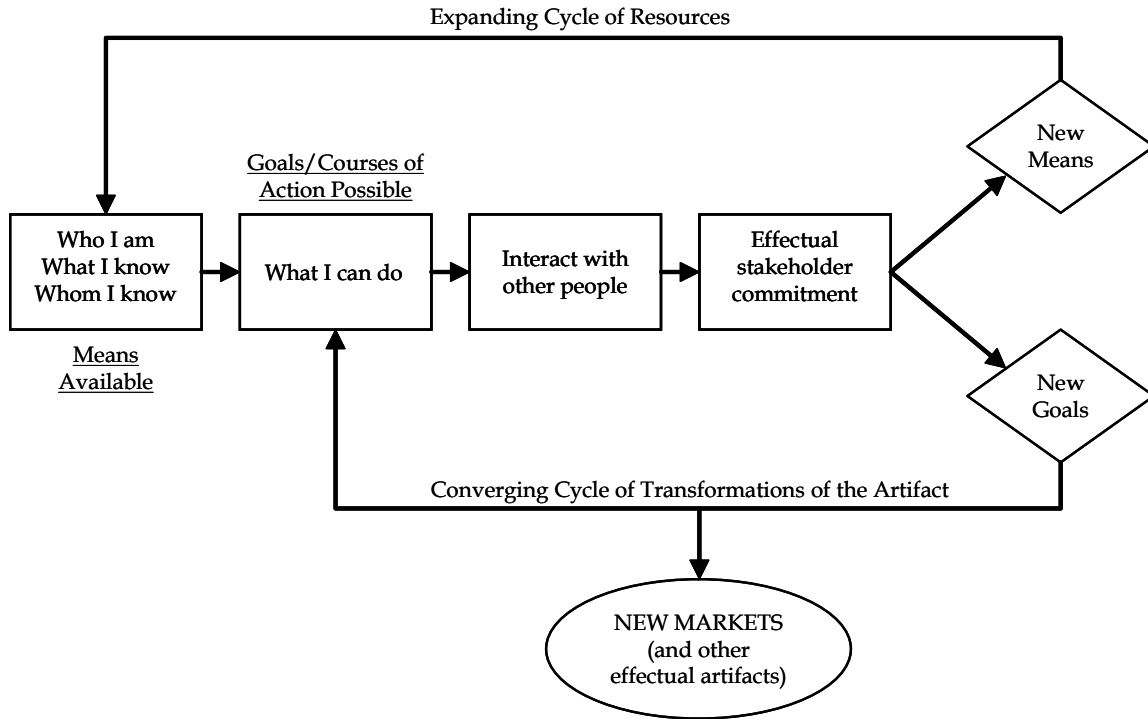 Expanding Cycle of Resources
New
Means
Goals/Courses of
Action Possible
Who I am
What I know
Whom I know
What I can do
Interact with
other people
Effectual
stakeholder
commitment
Means
Available
New
Goals
Converging Cycle of Transformations of the Artifact
NEW MARKETS
(and other
effectual artifacts)